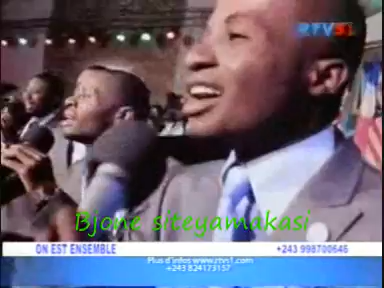 RTVS1
Bjone siteyamakasi
ON EST ENSEMBLE +243 998700646
Plus d'infos www.rtvs1.com
+243 824173157